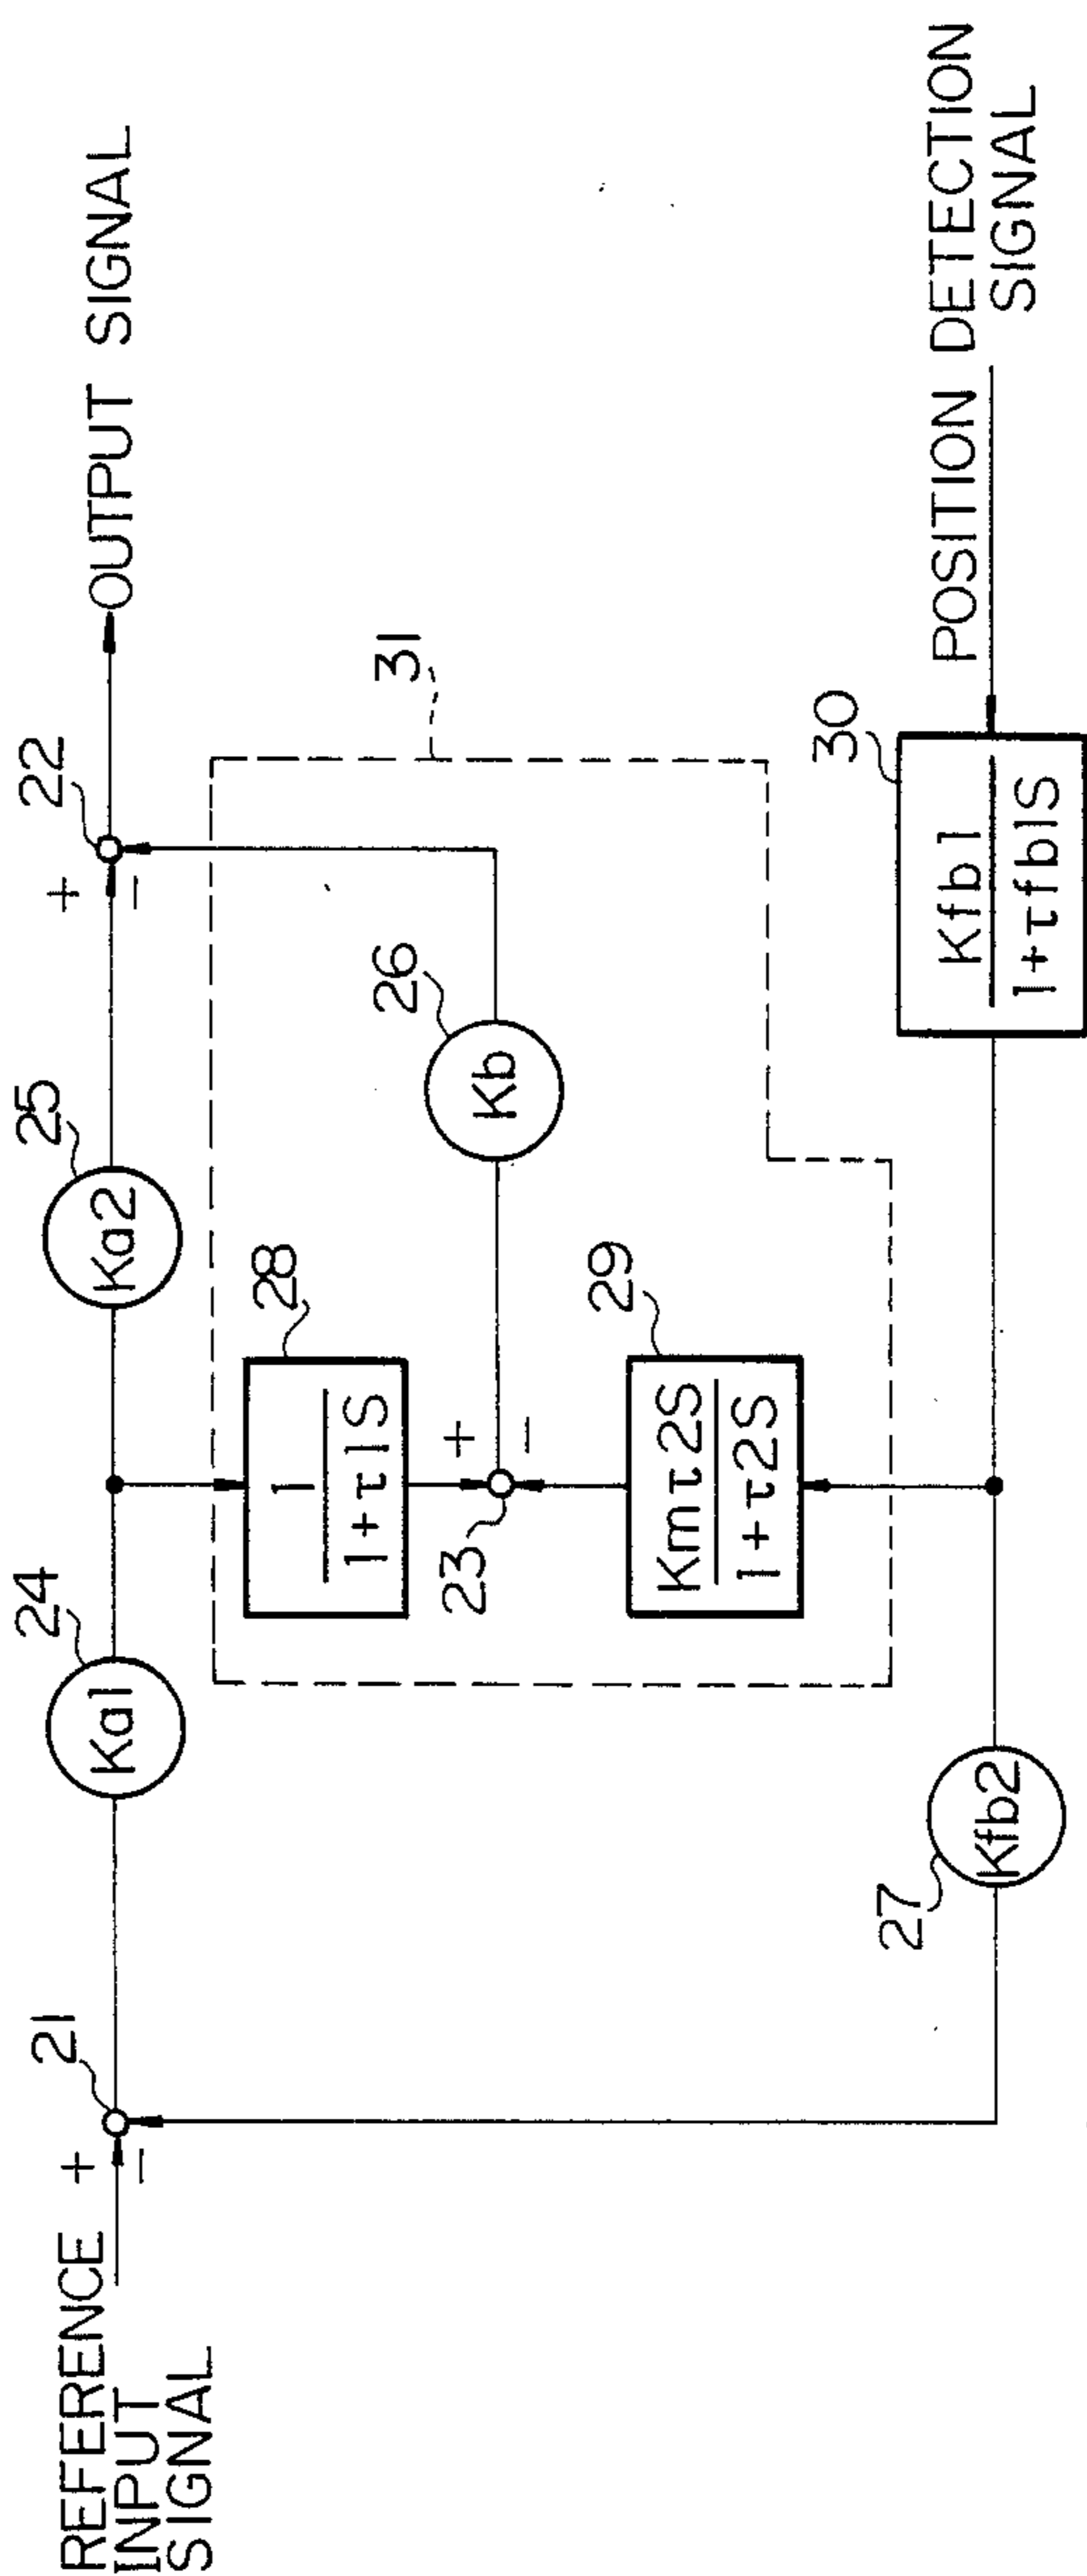 REFERENCE
INPUT
SIGNAL
+
−
21
24
Ka1
25
Ka2
+
−
22
OUTPUT SIGNAL
28
1
1+τ1S
+
−
23
26
Kb
31
29
Kmτ2S
1+τ2S
27
Kfb2
30
Kfb1
1+τfb1S
POSITION DETECTION
SIGNAL